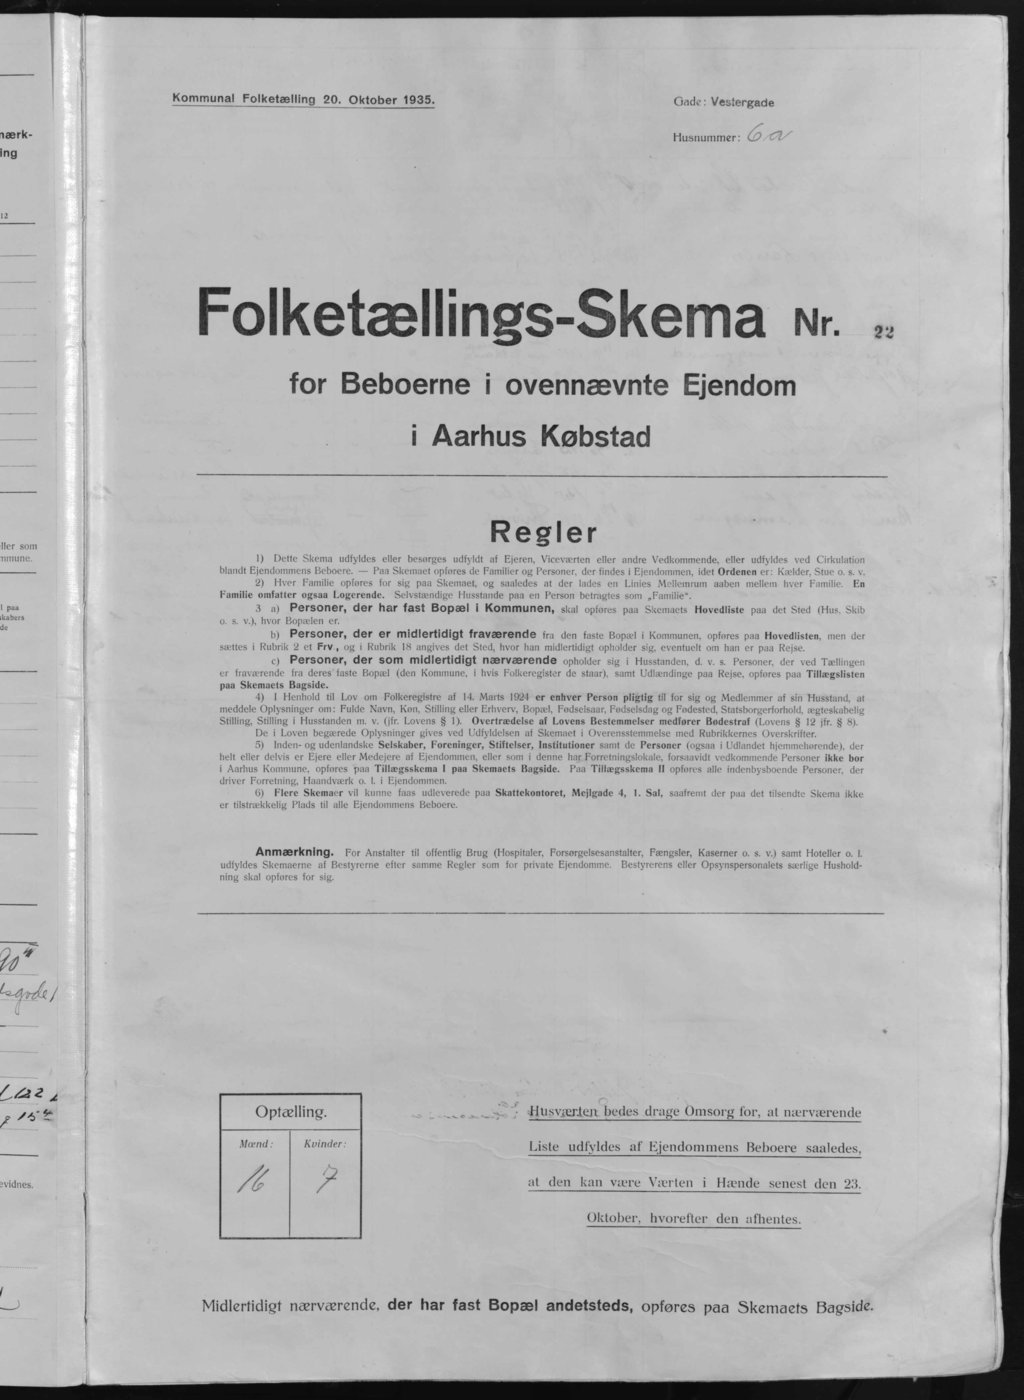 Kommunal Folketælling 20. Oktober 1935.
Gade: Vestergade
Husnummer: 6a
Folketællings-Skema Nr. 22
for Beboerne i ovennævnte Ejendom
i Aarhus Købstad
Regler
1) Dette Skema udfyldes eller besørges udfyldt af Ejeren, Viceværten eller andre Vedkommende, eller udfyldes ved Cirkulation
blandt Ejendommens Beboere. — Paa Skemaet opføres de Familier og Personer, der findes i Ejendommen, idet Ordenen er: Kælder, Stue o. s. v.
2) Hver Familie opføres for sig paa Skemaet, og saaledes at der lades en Linies Mellemrum aaben mellem hver Familie. En
Familie omfatter ogsaa Logerende. Selvstændige Husstande paa en Person betragtes som „Familie“.
3 a) Personer, der har fast Bopæl i Kommunen, skal opføres paa Skemaets Hovedliste paa det Sted (Hus, Skib
o. s. v.), hvor Bopælen er.
b) Personer, der er midlertidigt fraværende fra den faste Bopæl i Kommunen, opføres paa Hovedlisten, men der
sættes i Rubrik 2 et Frv., og i Rubrik 18 angives det Sted, hvor han midlertidigt opholder sig, eventuelt om han er paa Rejse.
c) Personer, der som midlertidigt nærværende opholder sig i Husstanden, d. v. s. Personer, der ved Tællingen
er fraværende fra deres faste Bopæl (den Kommune, i hvis Folkeregister de staar), samt Udlændinge paa Rejse, opføres paa Tillægslisten
paa Skemaets Bagside.
4) I Henhold til Lov om Folkeregistre af 14. Marts 1924 er enhver Person pligtig til for sig og Medlemmer af sin Husstand, at
meddele Oplysninger om: Fulde Navn, Køn, Stilling eller Erhverv, Bopæl, Fødselsaar, Fødselsdag og Fødested, Statsborgerforhold, ægteskabelig
Stilling, Stilling i Husstanden m. v. (jfr. Lovens § 1). Overtrædelse af Lovens Bestemmelser medfører Bødestraf (Lovens § 12 jfr. § 8).
De i Loven begærede Oplysninger gives ved Udfyldelsen af Skemaet i Overensstemmelse med Rubrikkernes Overskrifter.
5) Inden- og udenlandske Selskaber, Foreninger, Stiftelser, Institutioner samt de Personer (ogsaa i Udlandet hjemmehørende), der
helt eller delvis er Ejere eller Medejere af Ejendommen, eller som i denne har Forretningslokale, forsaavidt vedkommende Personer ikke bor
i Aarhus Kommune, opføres paa Tillægsskema I paa Skemaets Bagside. Paa Tillægsskema II opføres alle indenbysboende Personer, der
driver Forretning, Haandværk o. l. i Ejendommen.
6) Flere Skemaer vil kunne faas udleverede paa Skattekontoret, Mejlgade 4, 1. Sal, saafremt der paa det tilsendte Skema ikke
er tilstrækkelig Plads til alle Ejendommens Beboere.
Anmærkning. For Anstalter til offentlig Brug (Hospitaler, Forsørgelsesanstalter, Fængsler, Kaserner o. s. v.) samt Hoteller o. l.
udfyldes Skemaerne af Bestyrerne efter samme Regler som for private Ejendomme. Bestyrerens eller Opsynspersonalets særlige Hushold-
ning skal opføres for sig.
Optælling.
Mænd: Kvinder:
16 7
Husværten bedes drage Omsorg for, at nærværende
Liste udfyldes af Ejendommens Beboere saaledes,
at den kan være Værten i Hænde senest den 23.
Oktober, hvorefter den afhentes.
Midlertidigt nærværende, der har fast Bopæl andetsteds, opføres paa Skemaets Bagside.